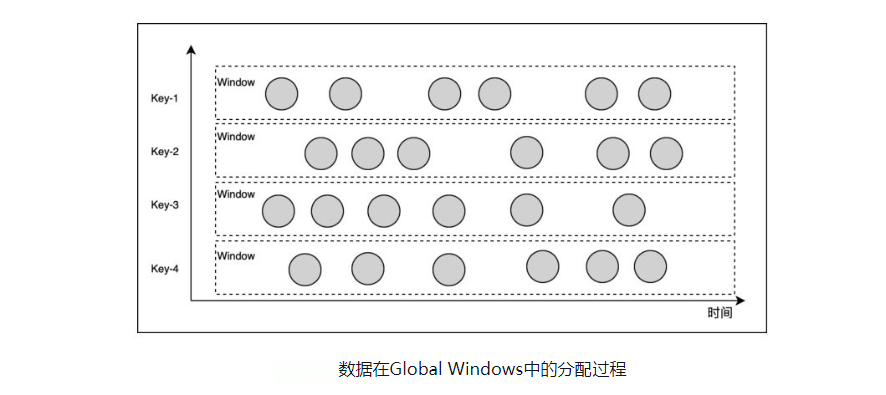 Window
Key-1
Window
Key-2
Window
Key-3
Window
Key-4
时间
数据在Global Windows中的分配过程